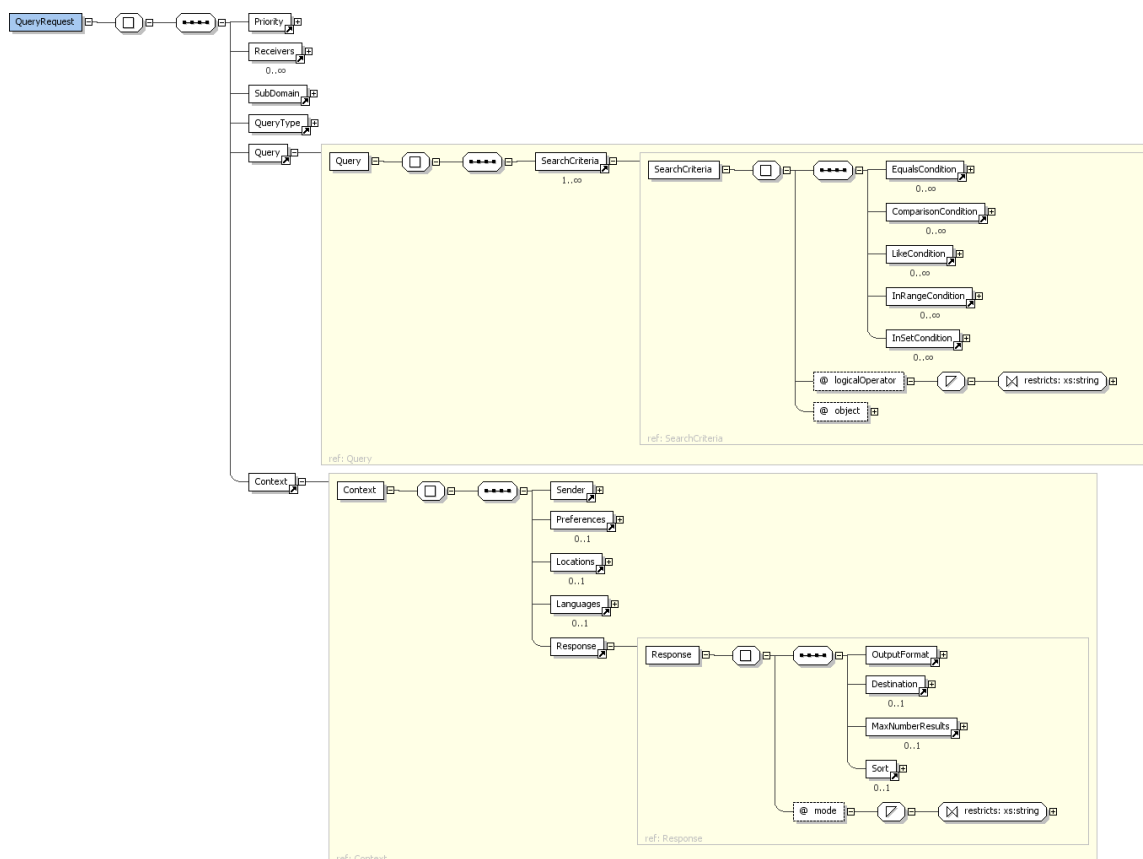 QueryRequest
Priority
Receivers
0..∞
SubDomain
QueryType
Query
Query
SearchCriteria
1..∞
SearchCriteria
EqualsCondition
0..∞
ComparisonCondition
0..∞
LikeCondition
0..∞
InRangeCondition
0..∞
InSetCondition
0..∞
@ logicalOperator
restricts: xs:string
@ object
ref: SearchCriteria
ref: Query
Context
Context
Sender
Preferences
0..1
Locations
0..1
Languages
0..1
Response
Response
OutputFormat
Destination
0..1
MaxNumberResults
0..1
Sort
0..1
@ mode
restricts: xs:string
ref: Response
ref: Context